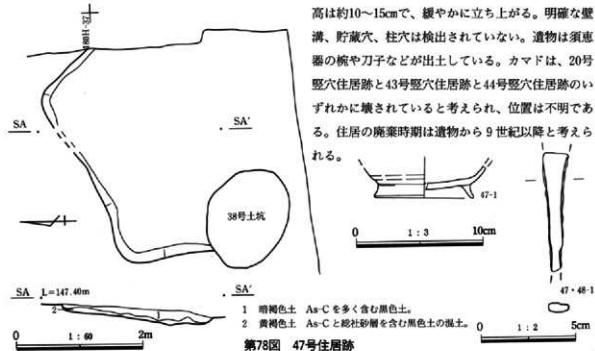 高は約10～15cmで、緩やかに立ち上がる。明確な壁
溝、貯蔵穴、柱穴は検出されていない。遺物は須恵
器の椀や刀子などが出土している。カマドは、20号
竪穴住居跡と43号竪穴住居跡と44号竪穴住居跡のい
ずれかに壊されていると考えられ、位置は不明であ
る。住居の廃棄時期は遺物から9世紀以降と考えら
れる。
SA
SA'
38号土坑
47-1
0 1:3 10cm
47・48-1
0 1:2 5cm
SA L=147.40m SA'
2
1
1 暗褐色土 As-Cを多く含む黒色土。
2 黄褐色土 As-Cと総社砂層を含む黒色土の混土。
0 1:60 2m
第78図 47号住居跡